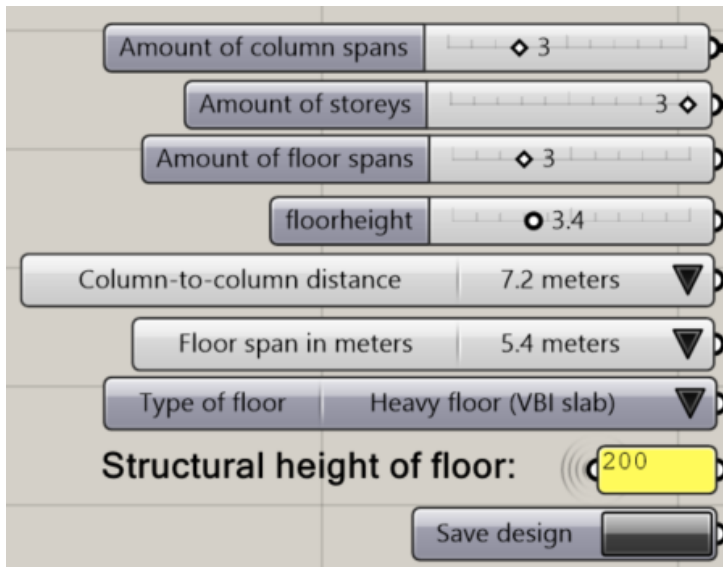 Amount of column spans 3
Amount of storeys 3
Amount of floor spans 3
floorheight 3.4
Column-to-column distance 7.2 meters
Floor span in meters 5.4 meters
Type of floor Heavy floor (VBI slab)
Structural height of floor: 200
Save design